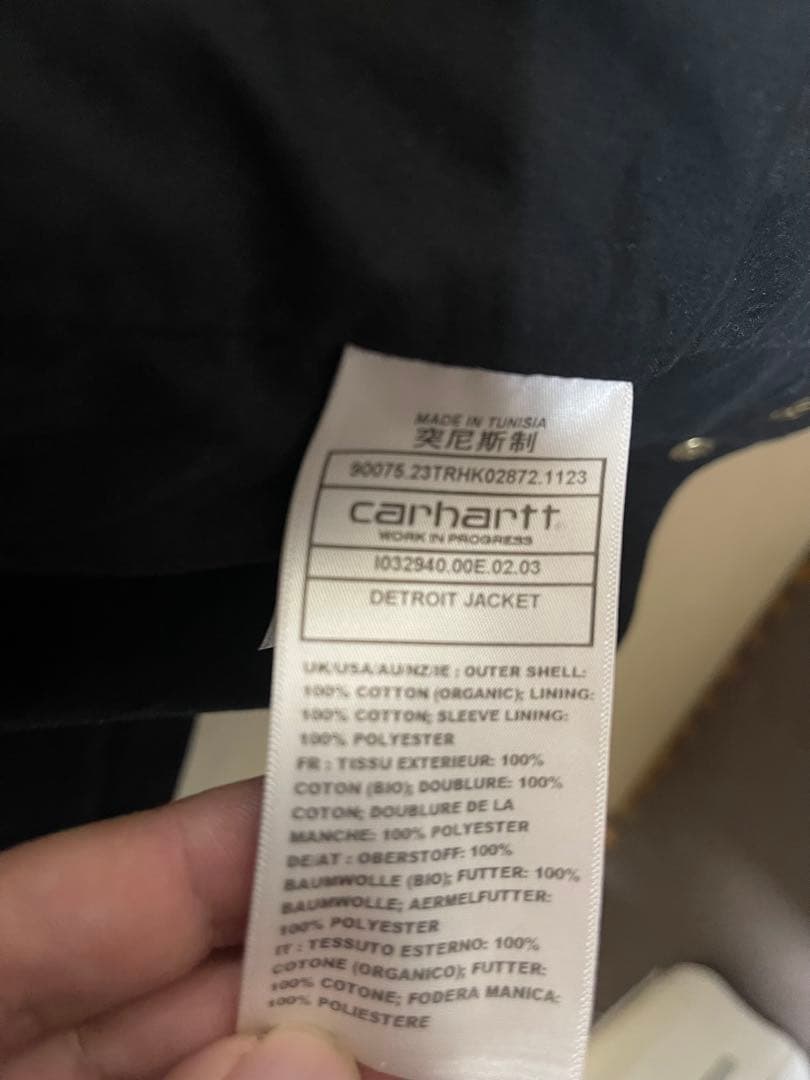 MADE IN TUNISIA
突尼斯制
90075.23TRHK02872.1123
carhartt
WORK IN PROGRESS
I032940.00E.02.03
DETROIT JACKET
UK/USA/AU/NZ/IE : OUTER SHELL:
100% COTTON (ORGANIC); LINING:
100% COTTON; SLEEVE LINING:
100% POLYESTER
FR : TISSU EXTERIEUR: 100%
COTON (BIO); DOUBLURE: 100%
COTON; DOUBLURE DE LA
MANCHE: 100% POLYESTER
DE/AT : OBERSTOFF: 100%
BAUMWOLLE (BIO); FUTTER: 100%
BAUMWOLLE; AERMELFUTTER:
100% POLYESTER
IT : TESSUTO ESTERNO: 100%
COTONE (ORGANICO); FUTTER:
100% COTONE; FODERA MANICA:
100% POLIESTERE